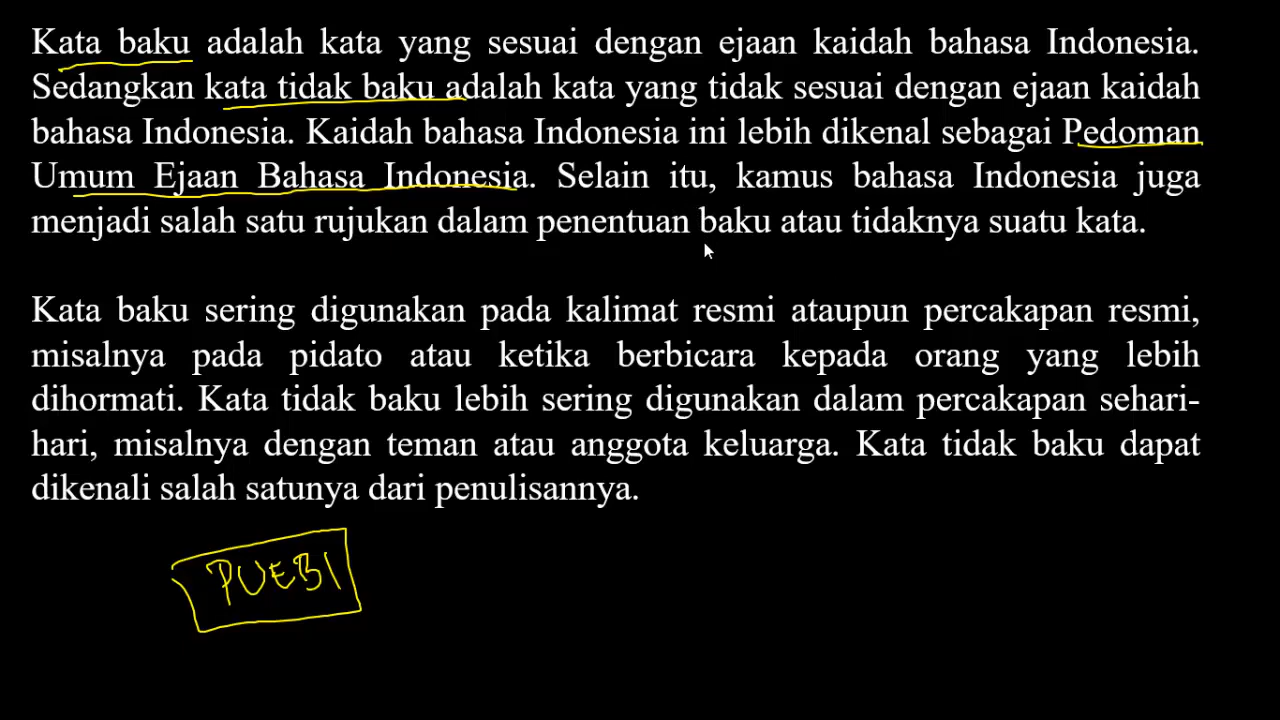 Kata baku adalah kata yang sesuai dengan ejaan kaidah bahasa Indonesia.
Sedangkan kata tidak baku adalah kata yang tidak sesuai dengan ejaan kaidah
bahasa Indonesia. Kaidah bahasa Indonesia ini lebih dikenal sebagai Pedoman
Umum Ejaan Bahasa Indonesia. Selain itu, kamus bahasa Indonesia juga
menjadi salah satu rujukan dalam penentuan baku atau tidaknya suatu kata.
Kata baku sering digunakan pada kalimat resmi ataupun percakapan resmi,
misalnya pada pidato atau ketika berbicara kepada orang yang lebih
dihormati. Kata tidak baku lebih sering digunakan dalam percakapan sehari-
hari, misalnya dengan teman atau anggota keluarga. Kata tidak baku dapat
dikenali salah satunya dari penulisannya.
PUEBI